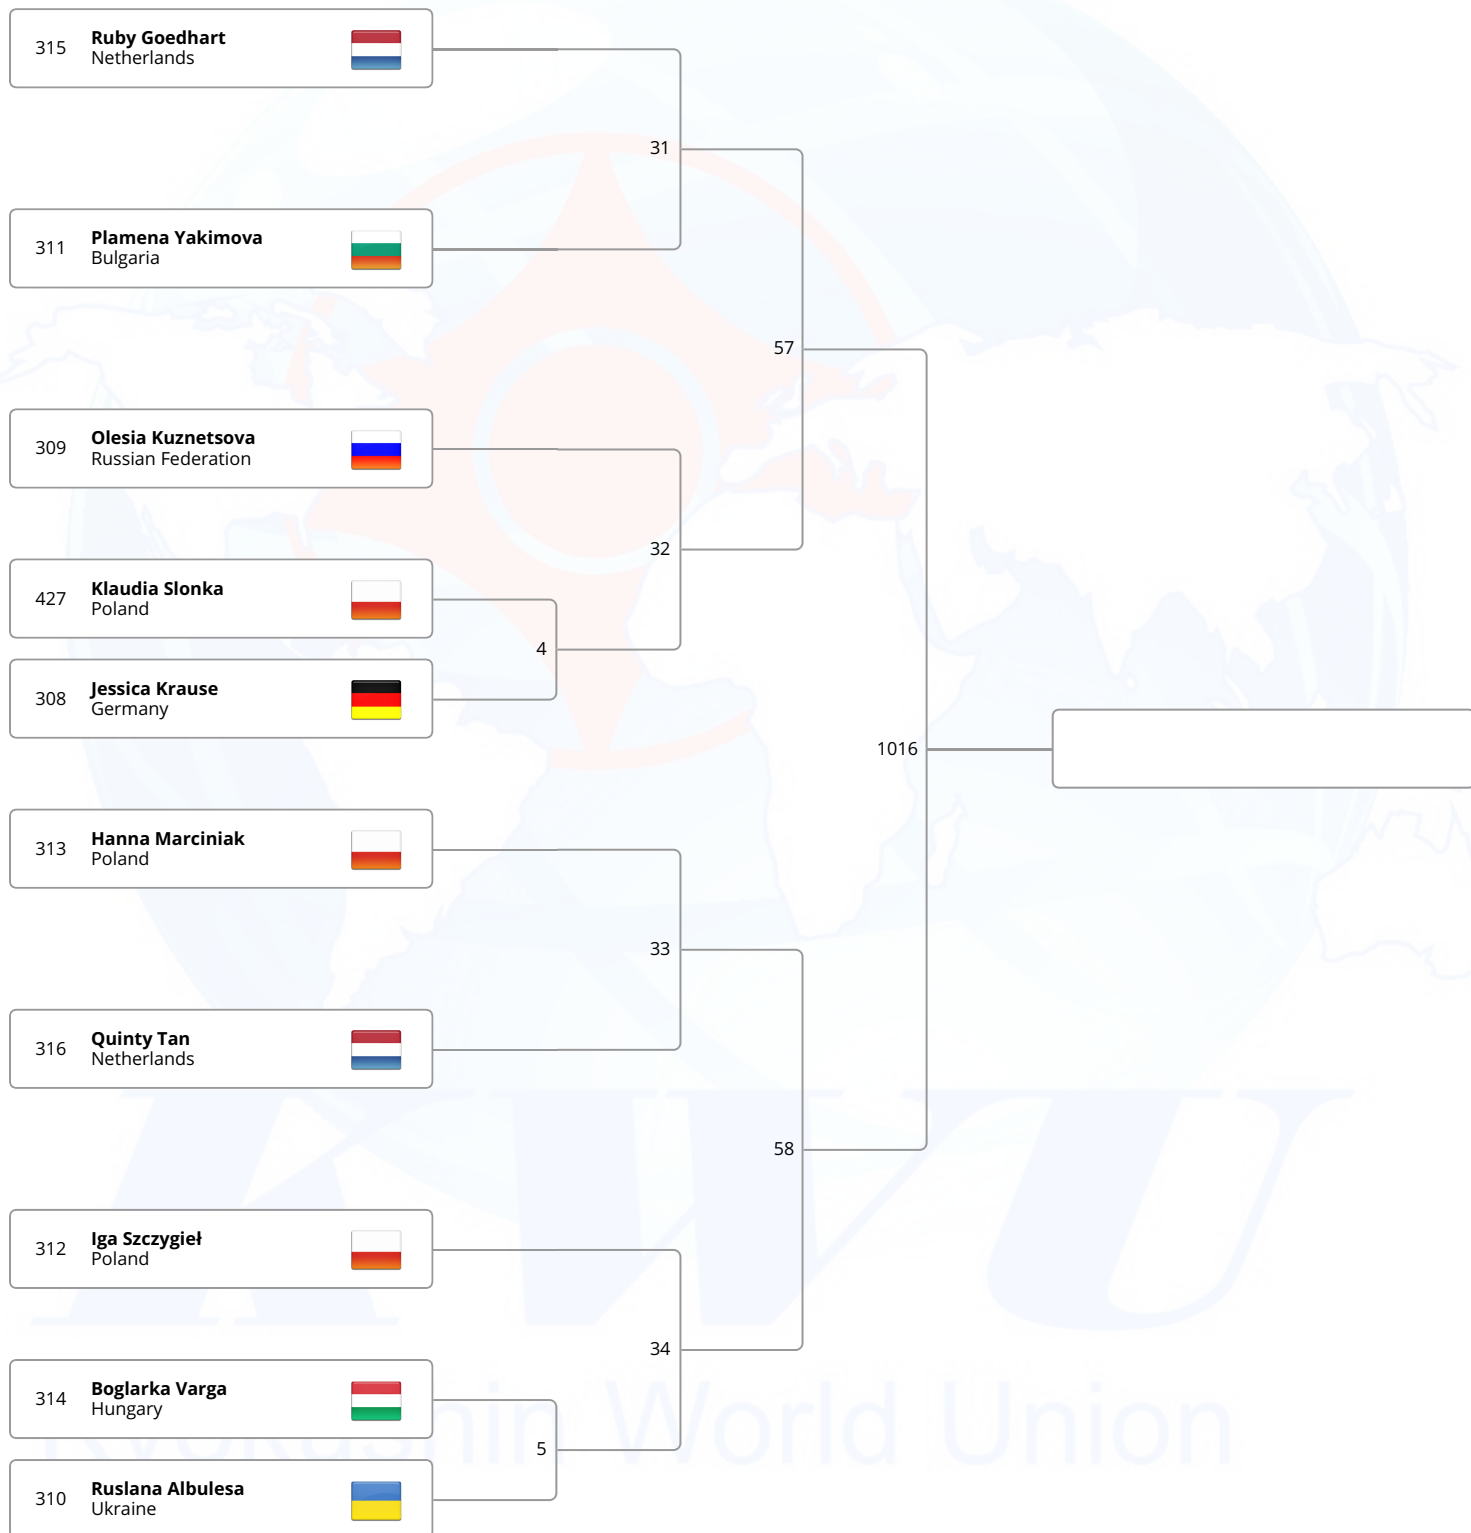 315
Ruby Goedhart
Netherlands
31
311
Plamena Yakimova
Bulgaria
57
309
Olesia Kuznetsova
Russian Federation
32
427
Klaudia Slonka
Poland
4
308
Jessica Krause
Germany
1016
313
Hanna Marciniak
Poland
33
316
Quinty Tan
Netherlands
KWU
58
312
Iga Szczygieł
Poland
34
314
Boglarka Varga
Hungary
Kyokushin World Union
5
310
Ruslana Albulesa
Ukraine